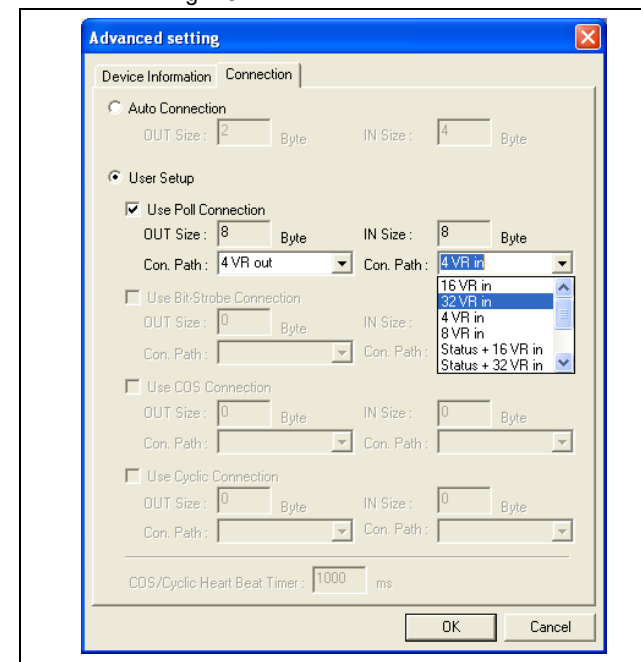 Advanced setting
Device Information Connection
Auto Connection
OUT Size : 2 Byte IN Size : 4 Byte
User Setup
Use Poll Connection
OUT Size : 8 Byte IN Size : 8 Byte
Con. Path : 4 VR out Con. Path : 4 VR in
16 VR in
32 VR in
Use Bit-Strobe Connection
4 VR in
OUT Size : 0 Byte IN Size :
8 VR in
Status + 16 VR in
Con. Path : Con. Path :
Status + 32 VR in
Use COS Connection
OUT Size : 0 Byte IN Size : 0 Byte
Con. Path : Con. Path :
Use Cyclic Connection
OUT Size : 0 Byte IN Size : 0 Byte
Con. Path : Con. Path :
COS/Cyclic Heart Beat Timer : 1000 ms
OK Cancel